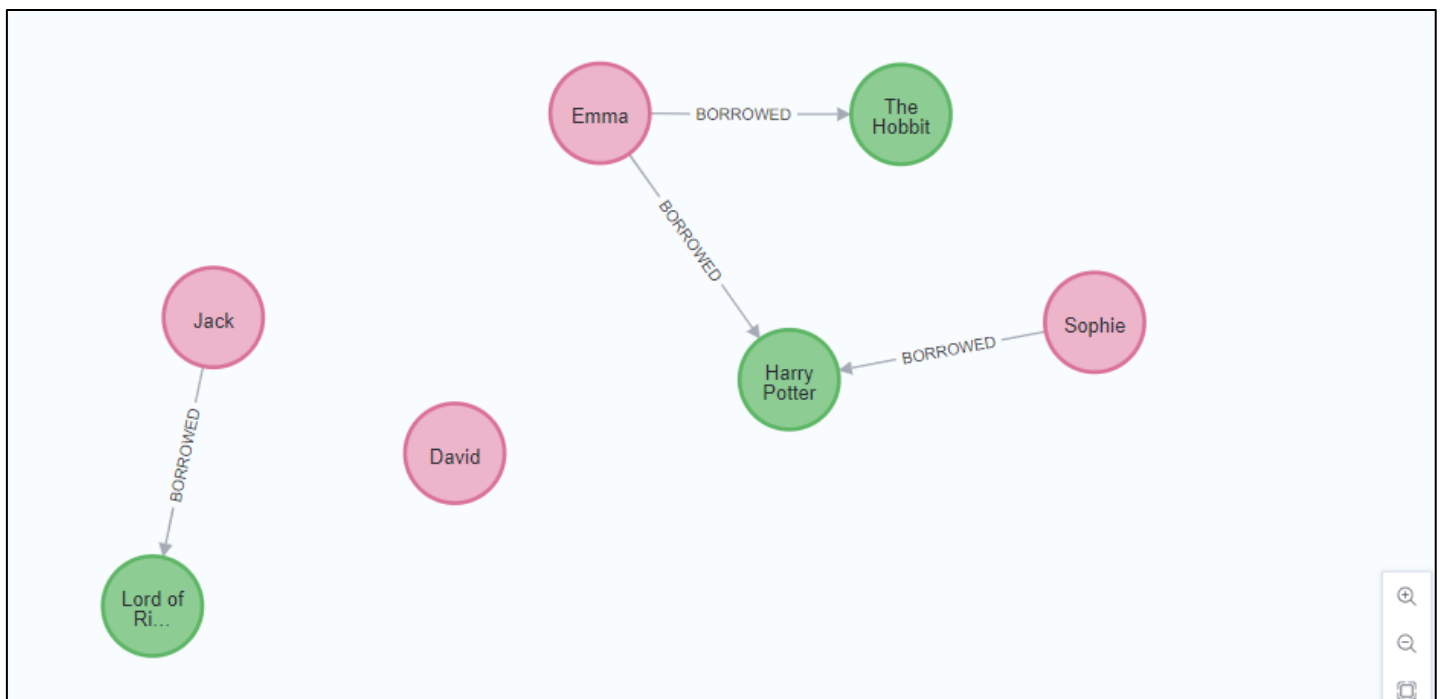 Emma
BORROWED
The
Hobbit
BORROWED
Jack
Sophie
BORROWED
Harry
Potter
BORROWED
David
Lord of
Ri...